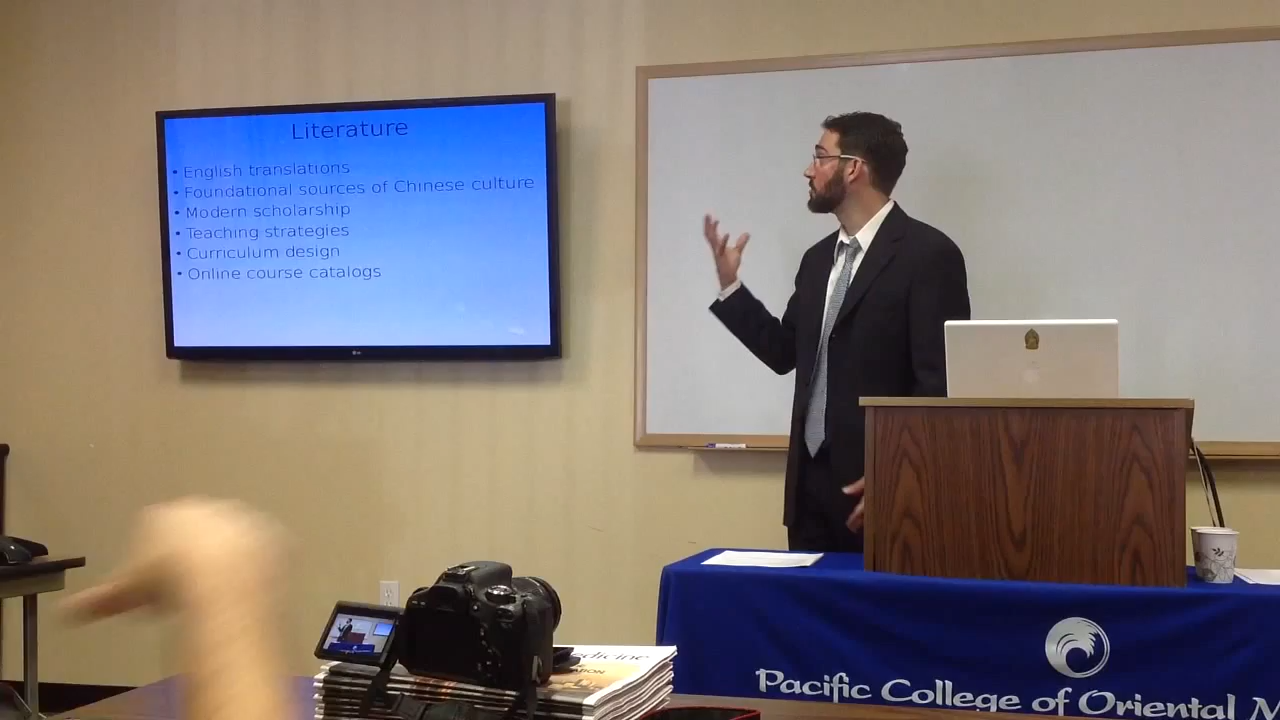 Literature
• English translations
• Foundational sources of Chinese culture
• Modern scholarship
• Teaching strategies
• Curriculum design
• Online course catalogs
LG
Pacific College of Oriental M